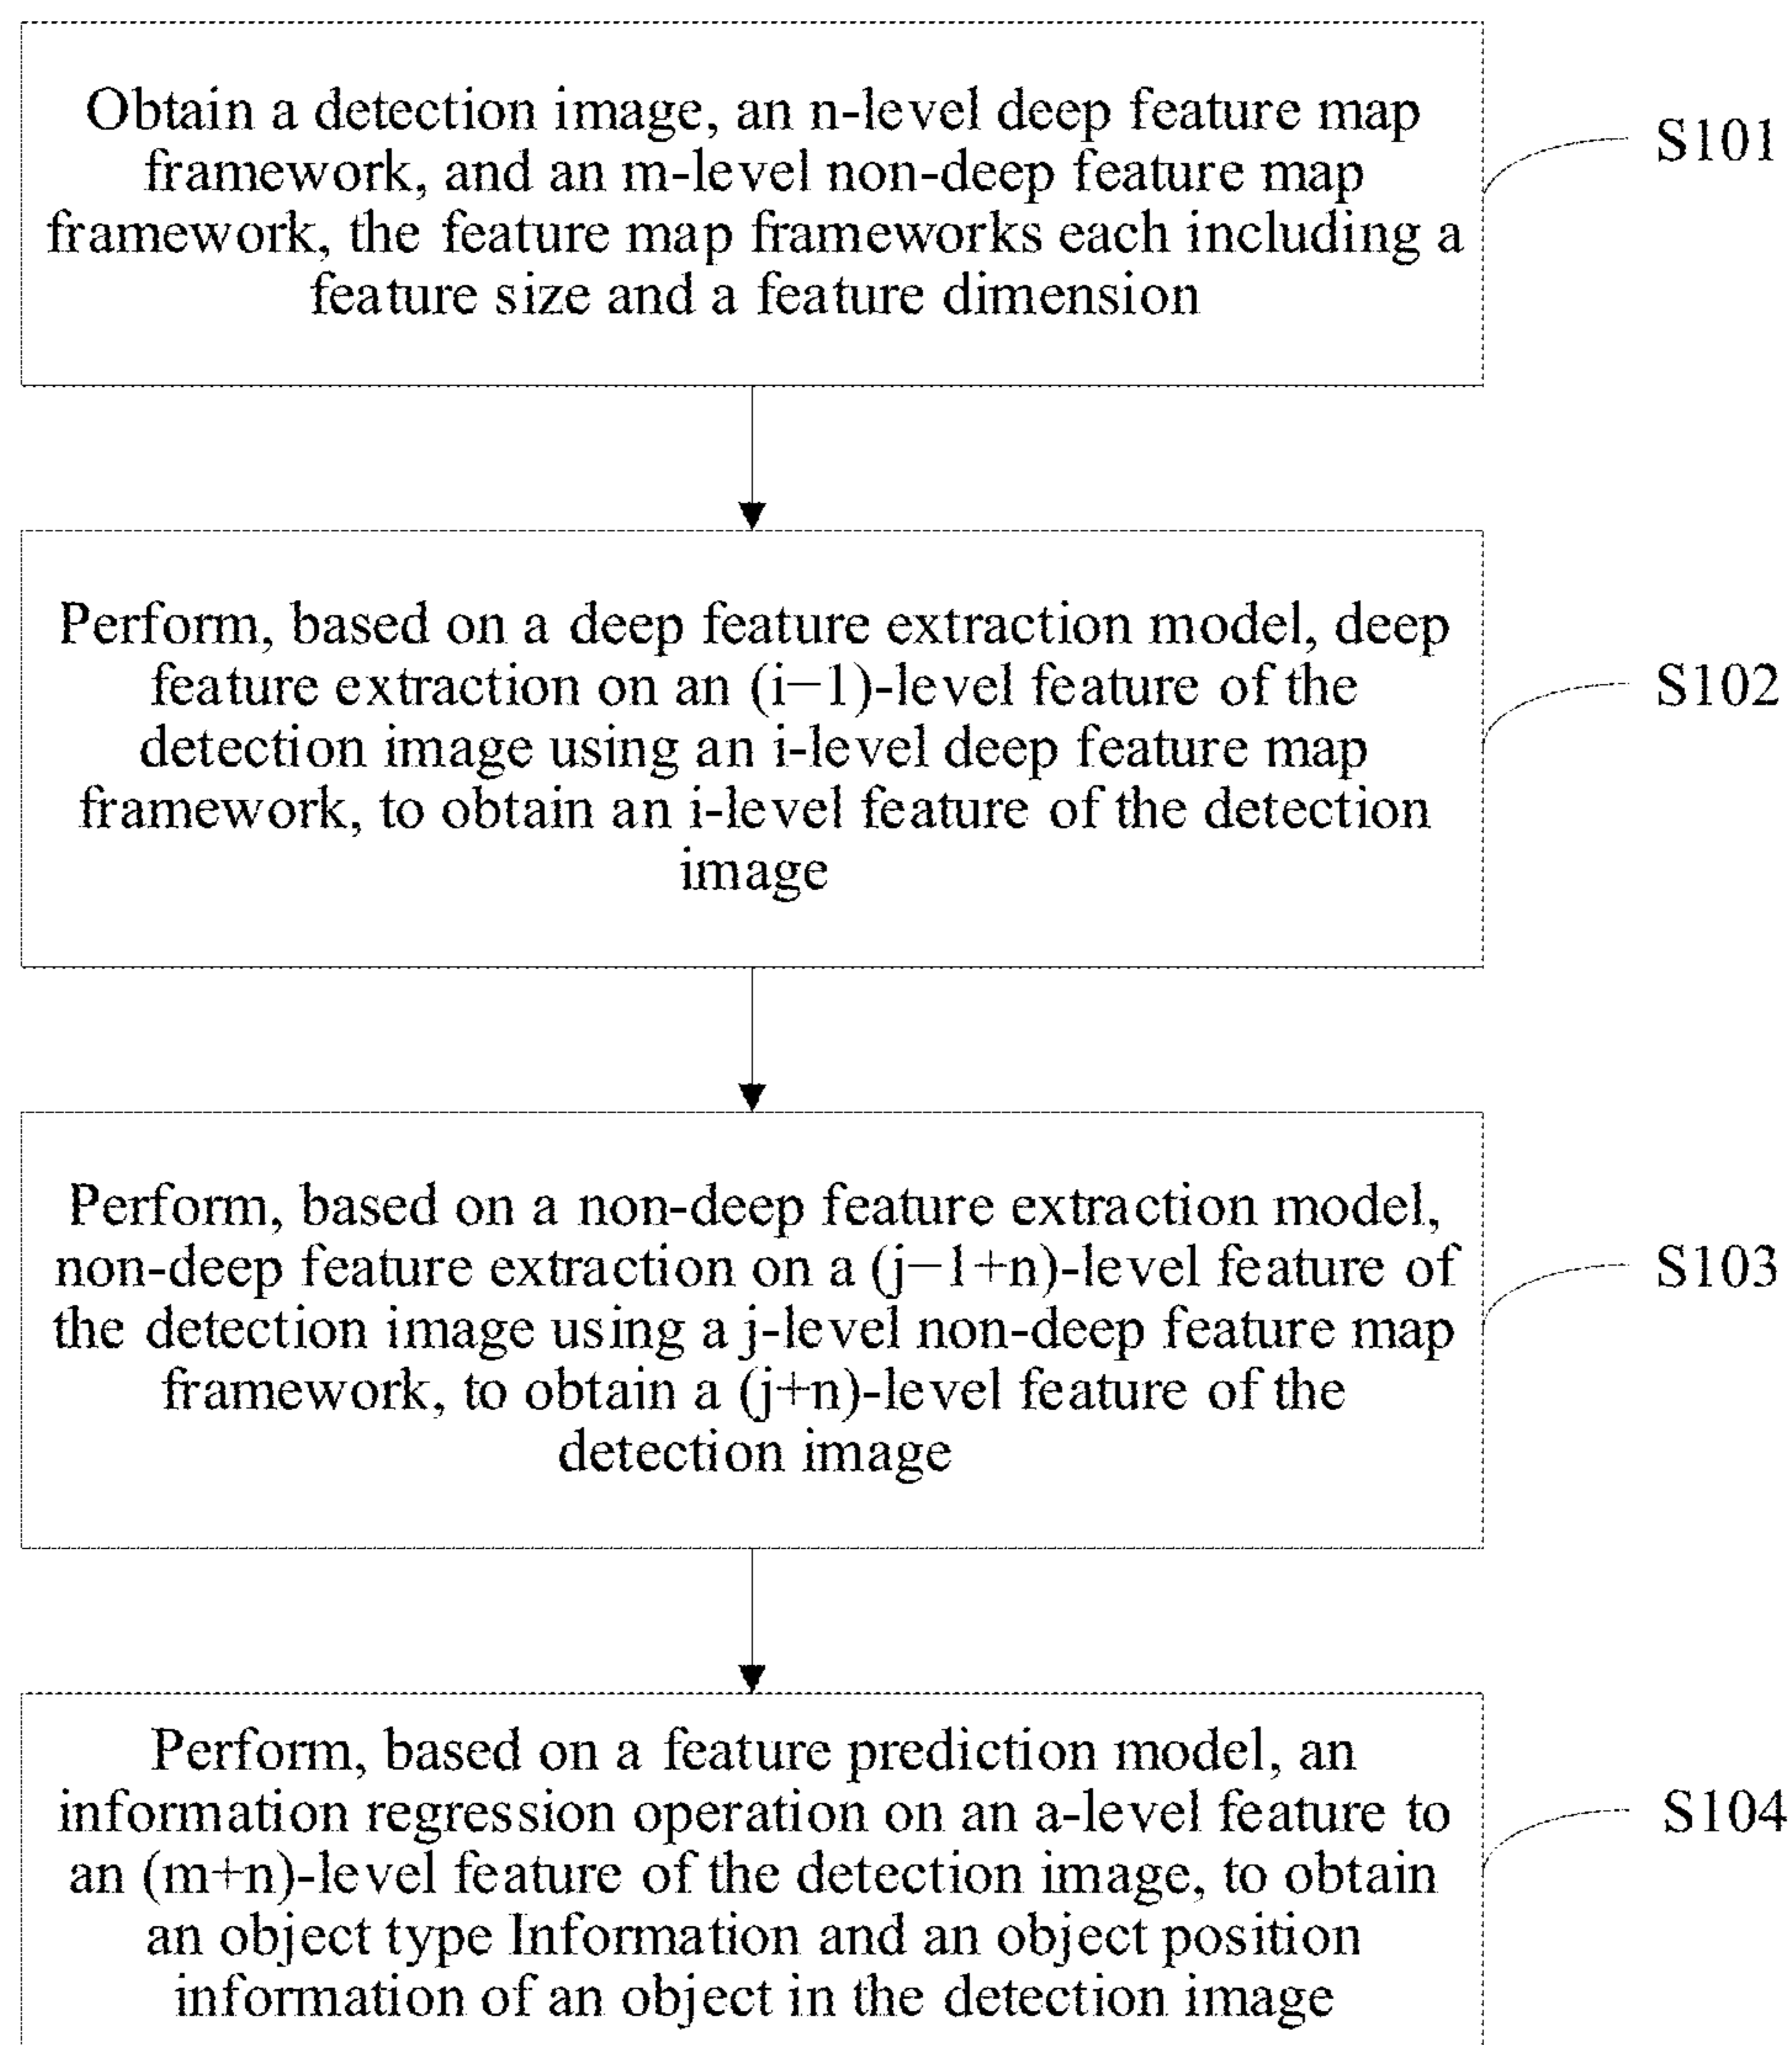 Obtain a detection image, an n-level deep feature map
framework, and an m-level non-deep feature map
framework, the feature map frameworks each including a
feature size and a feature dimension
S101
Perform, based on a deep feature extraction model, deep
feature extraction on an (i−1)-level feature of the
detection image using an i-level deep feature map
framework, to obtain an i-level feature of the detection
image
S102
Perform, based on a non-deep feature extraction model,
non-deep feature extraction on a (j−1+n)-level feature of
the detection image using a j-level non-deep feature map
framework, to obtain a (j+n)-level feature of the
detection image
S103
Perform, based on a feature prediction model, an
information regression operation on an a-level feature to
an (m+n)-level feature of the detection image, to obtain
an object type Information and an object position
information of an object in the detection image
S104